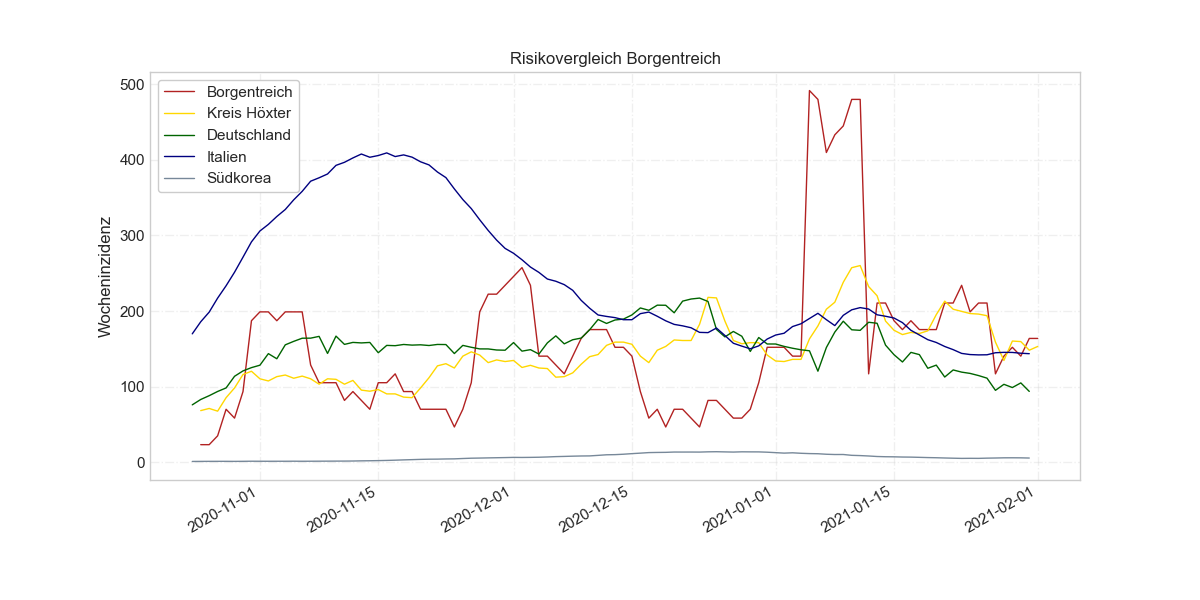 Risikovergleich Borgentreich
Wocheninzidenz
500
400
300
200
100
0
Borgentreich
Kreis Höxter
Deutschland
Italien
Südkorea
2020-11-01
2020-11-15
2020-12-01
2020-12-15
2021-01-01
2021-01-15
2021-02-01